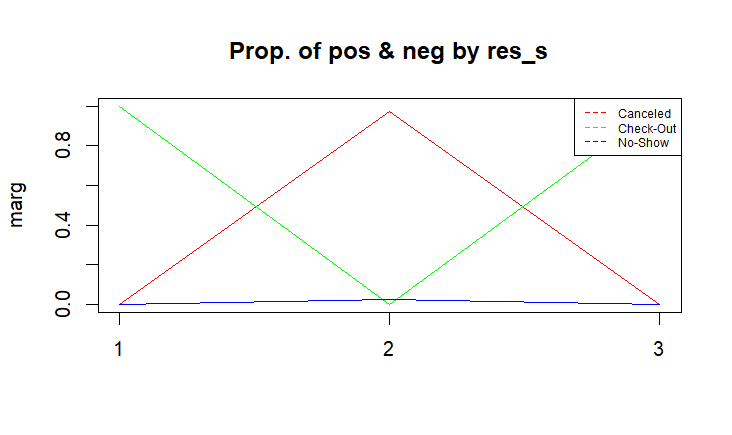 Prop. of pos & neg by res_s
marg
0.8
0.4
0.0
1
2
3
Canceled
Check-Out
No-Show